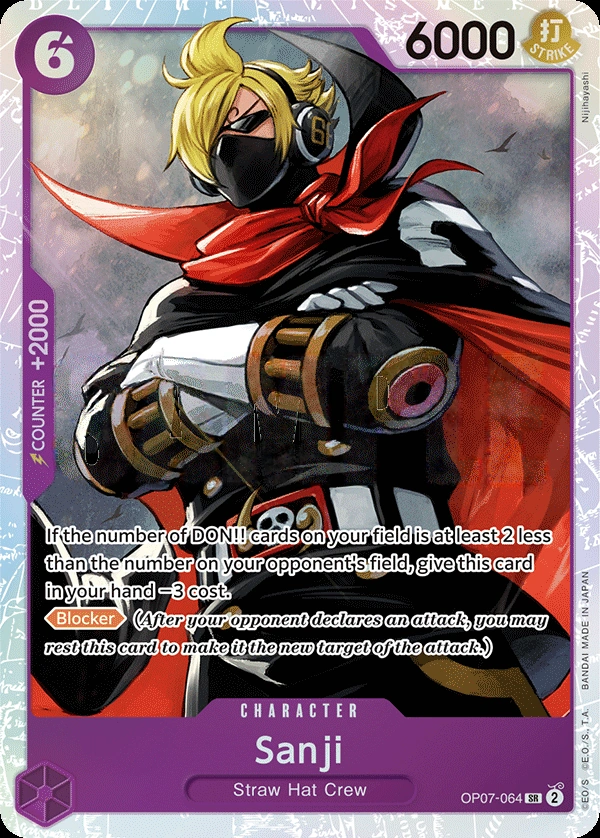 6
6000
打
STRIKE
Nijihayashi
66
COUNTER +2000
If the number of DON!! cards on your field is at least 2 less
than the number on your opponent's field, give this card
in your hand −3 cost.
Blocker (After your opponent declares an attack, you may
rest this card to make it the new target of the attack.)
CHARACTER
Sanji
Straw Hat Crew
OP07-064 SR 2
©E.O./S, ©E.O./S., T.A. BANDAI MADE IN JAPAN